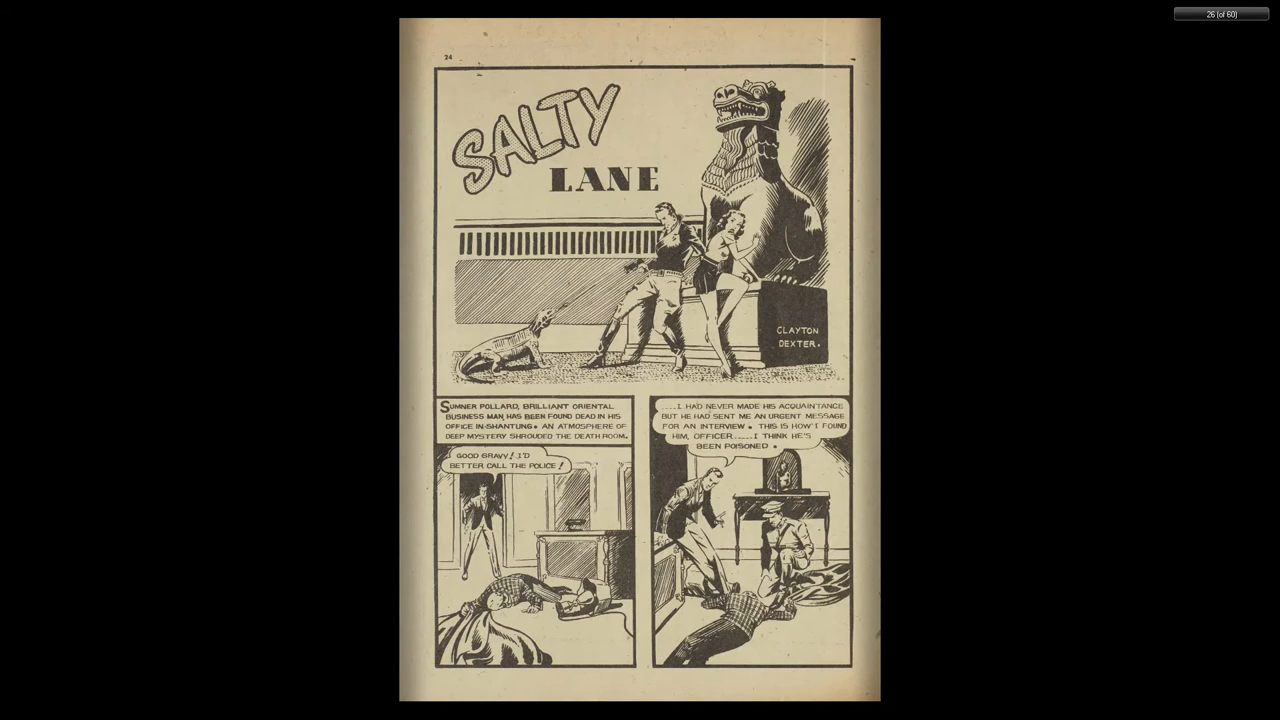 26 (of 60)
24
SALTY
LANE
CLAYTON
DEXTER.
SUMNER POLLARD, BRILLIANT ORIENTAL
BUSINESS MAN, HAS BEEN FOUND DEAD IN HIS
OFFICE IN SHANTUNG. AN ATMOSPHERE OF
DEEP MYSTERY SHROUDED THE DEATH ROOM.
GOOD GRAVY! I'D
BETTER CALL THE POLICE!
.....I HAD NEVER MADE HIS ACQUAINTANCE
BUT HE HAD SENT ME AN URGENT MESSAGE
FOR AN INTERVIEW. THIS IS HOW I FOUND
HIM, OFFICER......I THINK HE'S
BEEN POISONED.